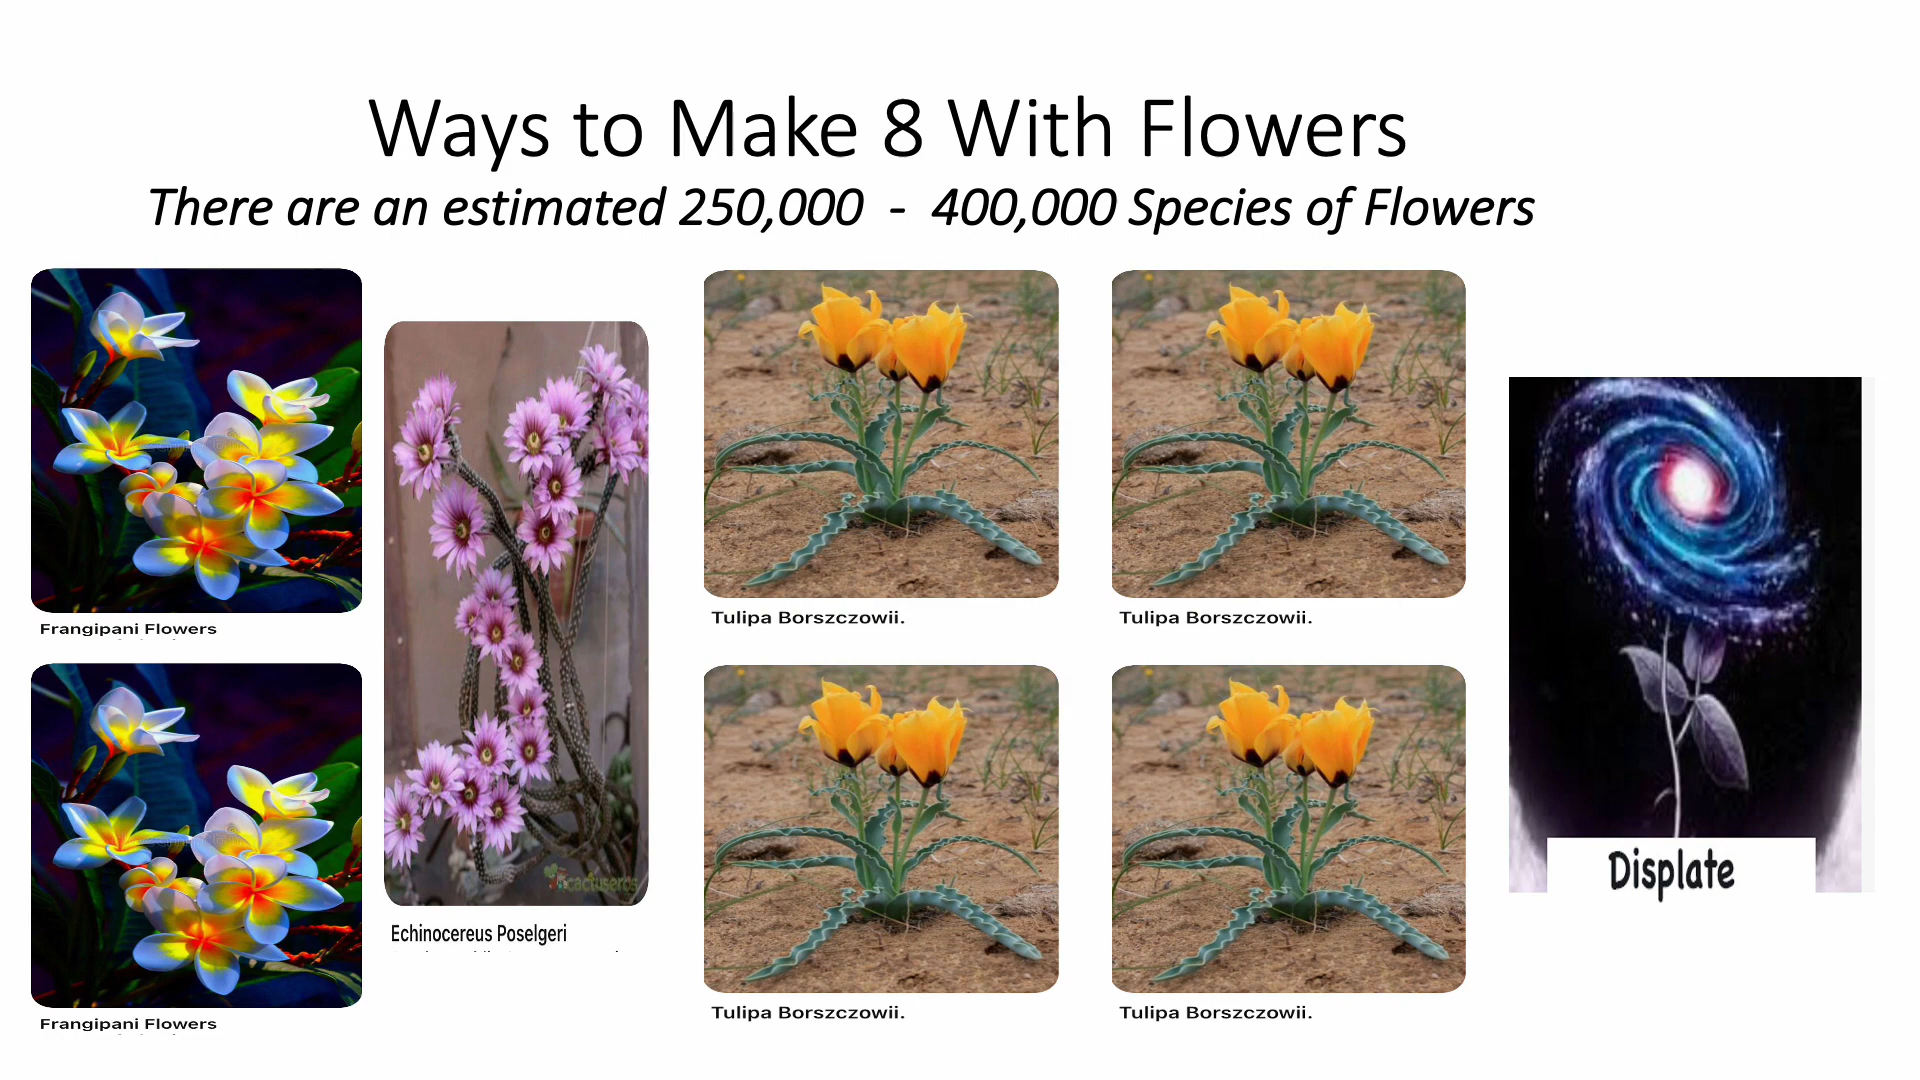 Ways to Make 8 With Flowers
There are an estimated 250,000 - 400,000 Species of Flowers
Frangipani Flowers
Echinocereus Poselgeri
Tulipa Borszczowii.
Tulipa Borszczowii.
Displate
Frangipani Flowers
Tulipa Borszczowii.
Tulipa Borszczowii.
cactuseros